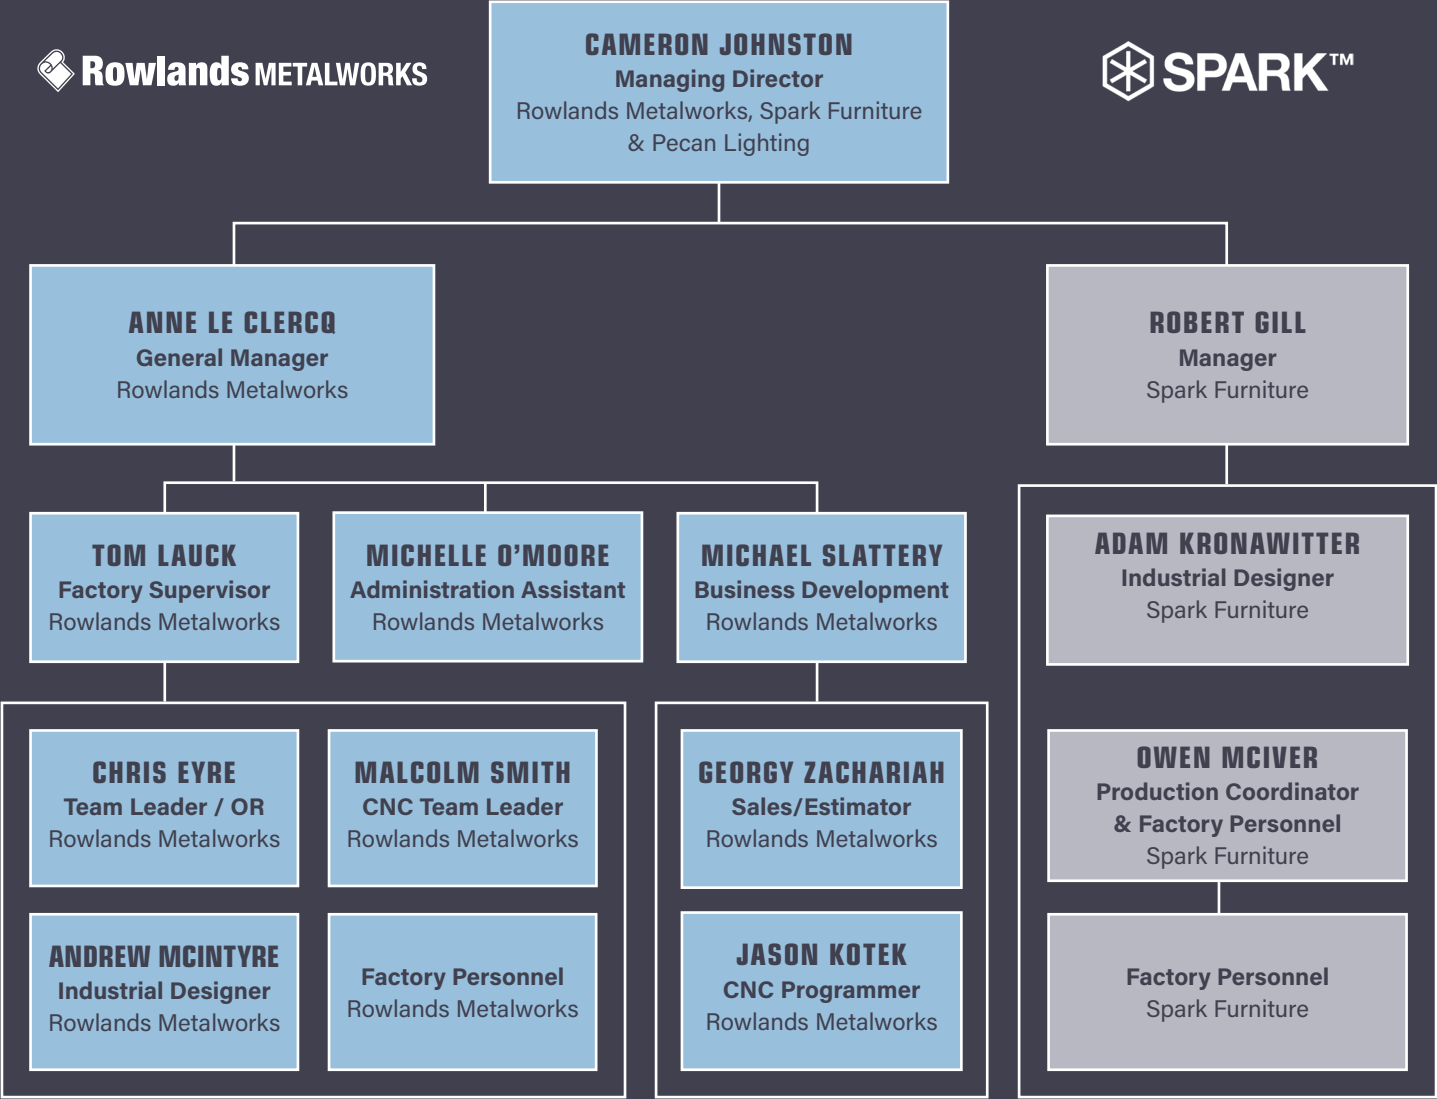 Rowlands METALWORKS
CAMERON JOHNSTON
Managing Director
Rowlands Metalworks, Spark Furniture
& Pecan Lighting
SPARK™
ANNE LE CLERCQ
General Manager
Rowlands Metalworks
ROBERT GILL
Manager
Spark Furniture
TOM LAUCK
Factory Supervisor
Rowlands Metalworks
MICHELLE O’MOORE
Administration Assistant
Rowlands Metalworks
MICHAEL SLATTERY
Business Development
Rowlands Metalworks
ADAM KRONAWITTER
Industrial Designer
Spark Furniture
CHRIS EYRE
Team Leader / OR
Rowlands Metalworks
MALCOLM SMITH
CNC Team Leader
Rowlands Metalworks
GEORGY ZACHARIAH
Sales/Estimator
Rowlands Metalworks
OWEN MCIVER
Production Coordinator
& Factory Personnel
Spark Furniture
ANDREW MCINTYRE
Industrial Designer
Rowlands Metalworks
Factory Personnel
Rowlands Metalworks
JASON KOTEK
CNC Programmer
Rowlands Metalworks
Factory Personnel
Spark Furniture